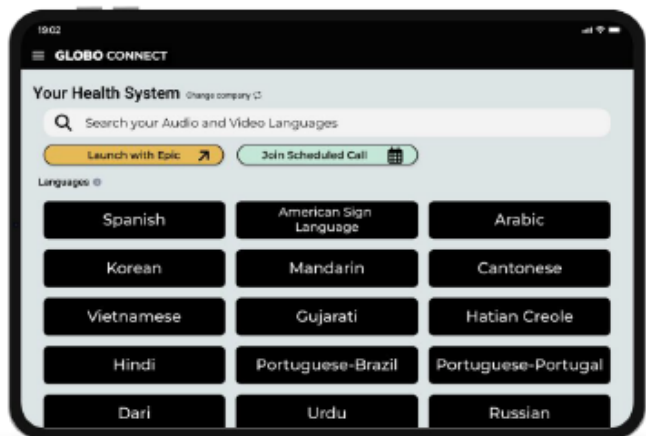 19:02
GLOBO CONNECT
Your Health System Change company
Search your Audio and Video Languages
Launch with Epic
Join Scheduled Call
Languages
Spanish
American Sign
Language
Arabic
Korean
Mandarin
Cantonese
Vietnamese
Gujarati
Hatian Creole
Hindi
Portuguese-Brazil
Portuguese-Portugal
Dari
Urdu
Russian